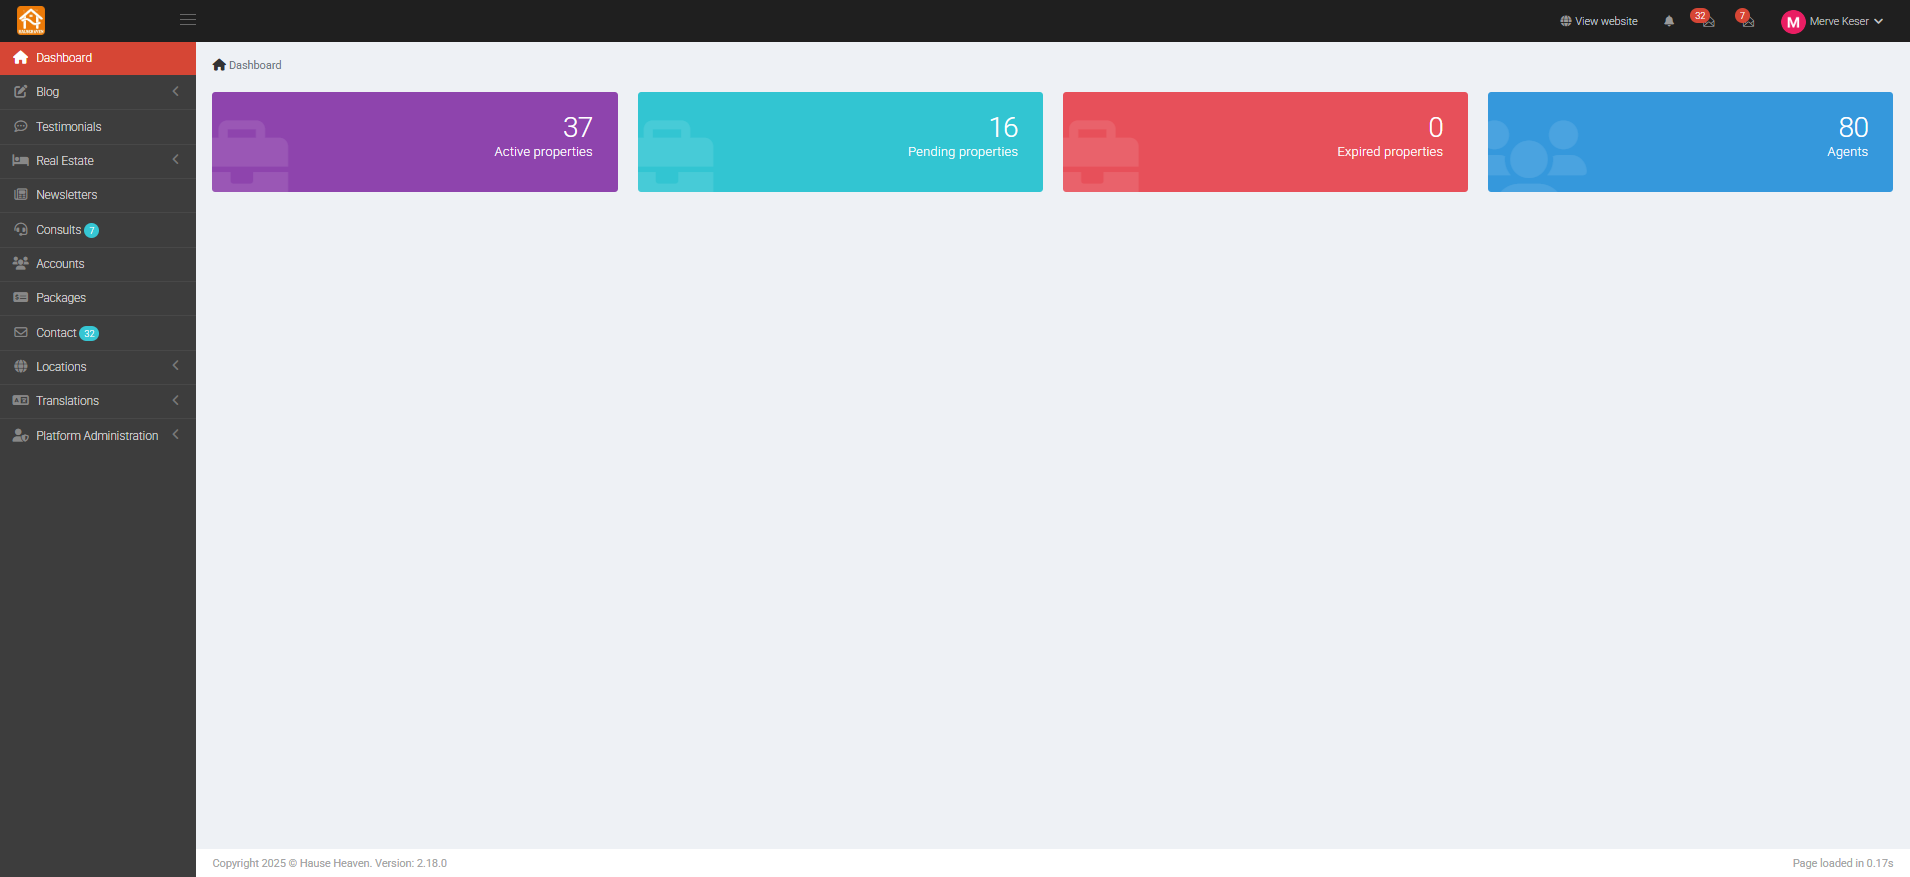 View website
32
7
M
Merve Keser
Dashboard
Blog
Testimonials
Real Estate
Newsletters
Consults 7
Accounts
Packages
Contact 32
Locations
Translations
Platform Administration
Dashboard
37
Active properties
16
Pending properties
0
Expired properties
80
Agents
Copyright 2025 © Hause Heaven. Version: 2.18.0
Page loaded in 0.17s